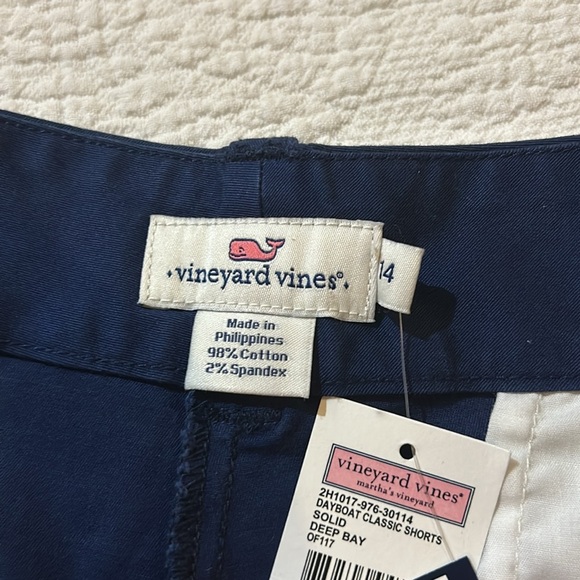 vineyard vines®
14
Made in
Philippines
98% Cotton
2% Spandex
vineyard vines®
martha's vineyard
2H1017-976-30114
DAYBOAT CLASSIC SHORTS
SOLID
DEEP BAY
OF117